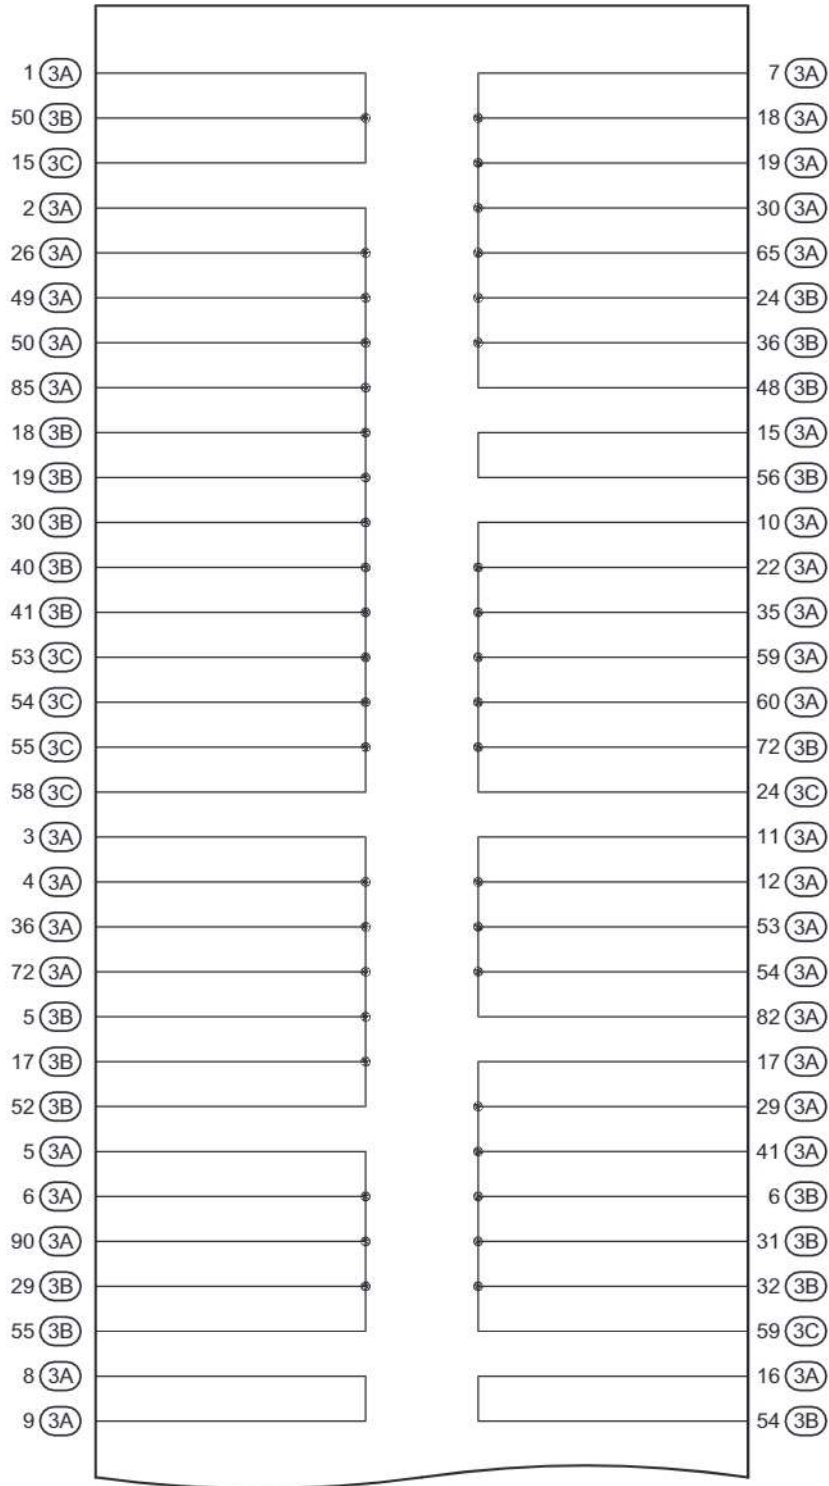 1 3A
50 3B
15 3C
2 3A
26 3A
49 3A
50 3A
85 3A
18 3B
19 3B
30 3B
40 3B
41 3B
53 3C
54 3C
55 3C
58 3C
3 3A
4 3A
36 3A
72 3A
5 3B
17 3B
52 3B
5 3A
6 3A
90 3A
29 3B
55 3B
8 3A
9 3A
7 3A
18 3A
19 3A
30 3A
65 3A
24 3B
36 3B
48 3B
15 3A
56 3B
10 3A
22 3A
35 3A
59 3A
60 3A
72 3B
24 3C
11 3A
12 3A
53 3A
54 3A
82 3A
17 3A
29 3A
41 3A
6 3B
31 3B
32 3B
59 3C
16 3A
54 3B